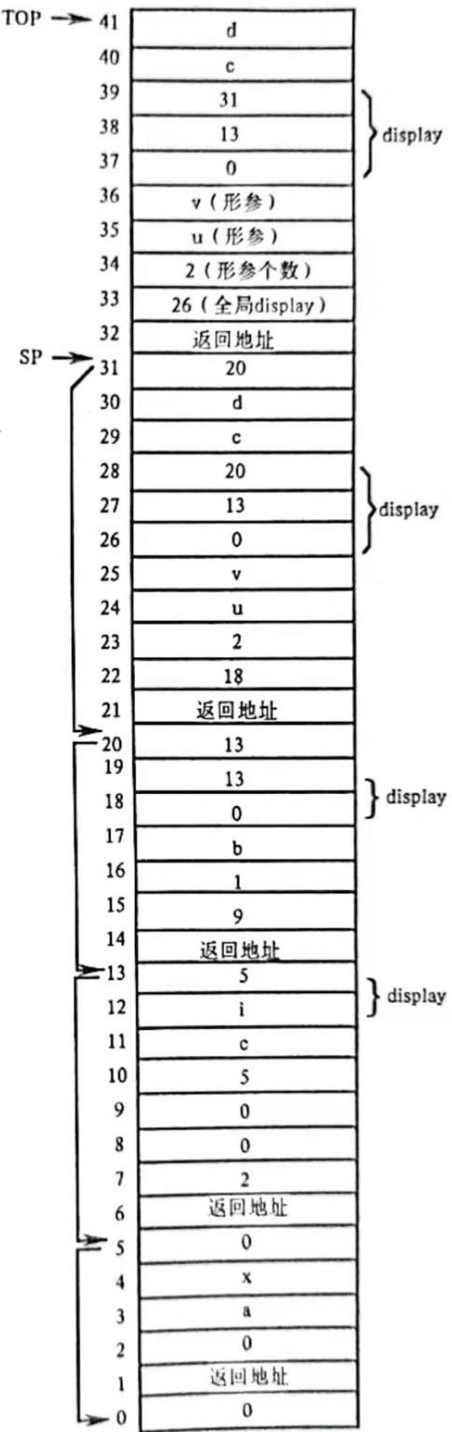 TOP 41 d
40 c
39 31
38 13 display
37 0
36 v(形参)
35 u(形参)
34 2(形参个数)
33 26(全局display)
32 返回地址
SP 31 20
30 d
29 c
28 20
27 13 display
26 0
25 v
24 u
23 2
22 18
21 返回地址
20 13
19 13 display
18 0
17 b
16 1
15 9
14 返回地址
13 5 display
12 i
11 c
10 5
9 0
8 0
7 2
6 返回地址
5 0
4 x
3 a
2 0
1 返回地址
0 0